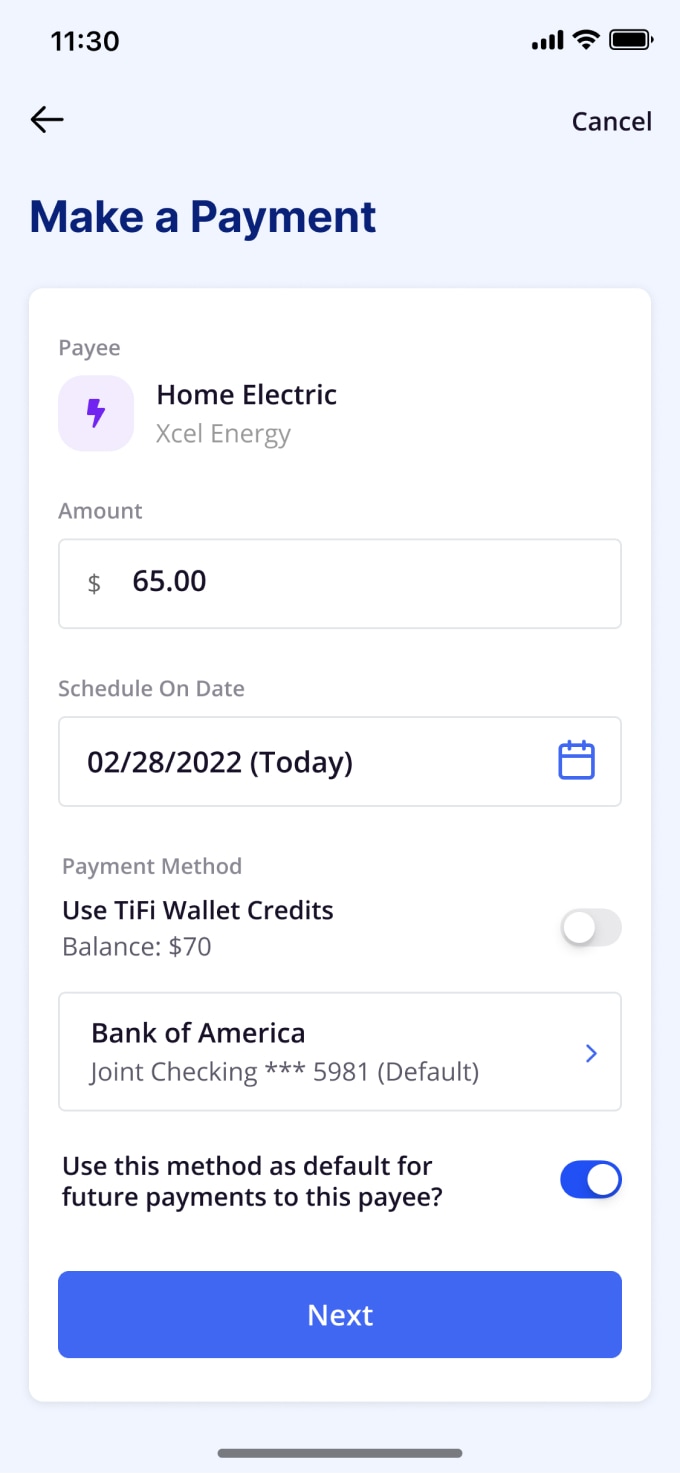 11:30
Cancel
Make a Payment
Payee
Home Electric
Xcel Energy
Amount
$ 65.00
Schedule On Date
02/28/2022 (Today)
Payment Method
Use TiFi Wallet Credits
Balance: $70
Bank of America
Joint Checking *** 5981 (Default)
Use this method as default for
future payments to this payee?
Next